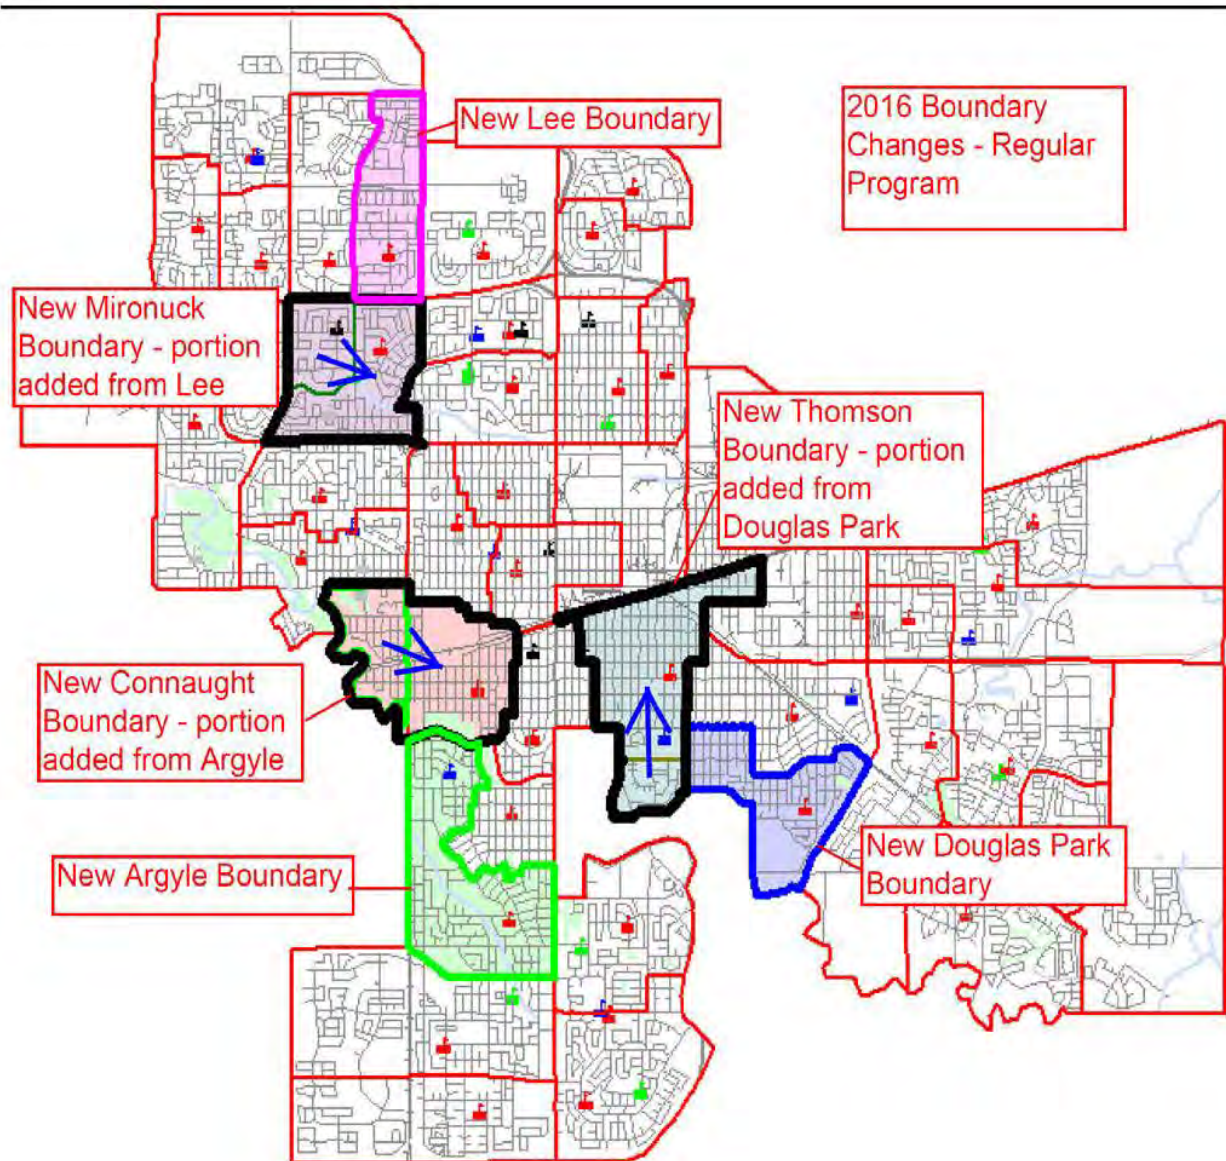 New Lee Boundary
2016 Boundary
Changes - Regular
Program
New Mironuck
Boundary - portion
added from Lee
New Thomson
Boundary - portion
added from
Douglas Park
New Connaught
Boundary - portion
added from Argyle
New Argyle Boundary
New Douglas Park
Boundary